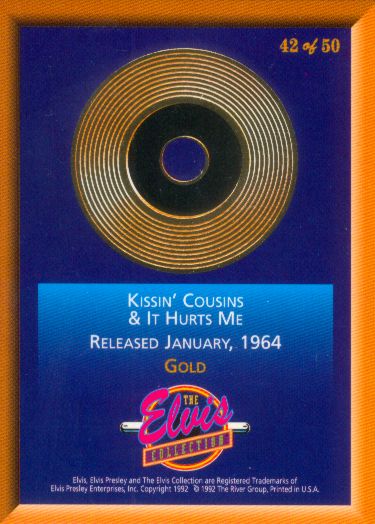 42 of 50
KISSIN' COUSINS
& IT HURTS ME
RELEASED JANUARY, 1964
GOLD
THE
Elvis
COLLECTION
Elvis, Elvis Presley and The Elvis Collection are Registered Trademarks of
Elvis Presley Enterprises, Inc. Copyright 1992 © 1992 The River Group, Printed in U.S.A.